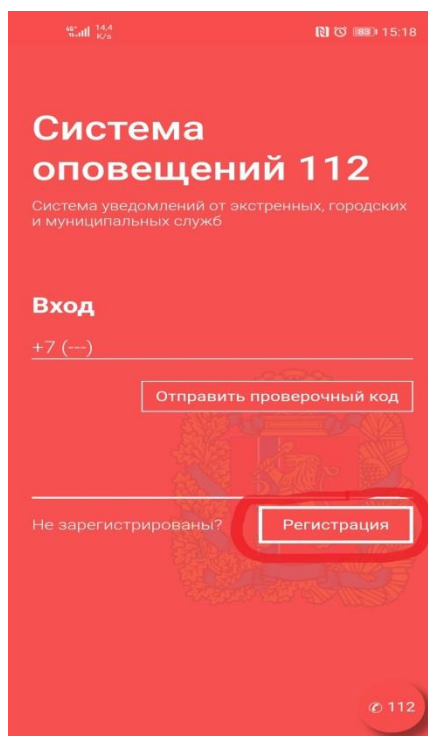 14,4
K/s
83 15:18
Система
оповещений 112
Система уведомлений от экстренных, городских
и муниципальных служб
Вход
+7 (---)
Отправить проверочный код
Не зарегистрированы?
Регистрация
✆ 112